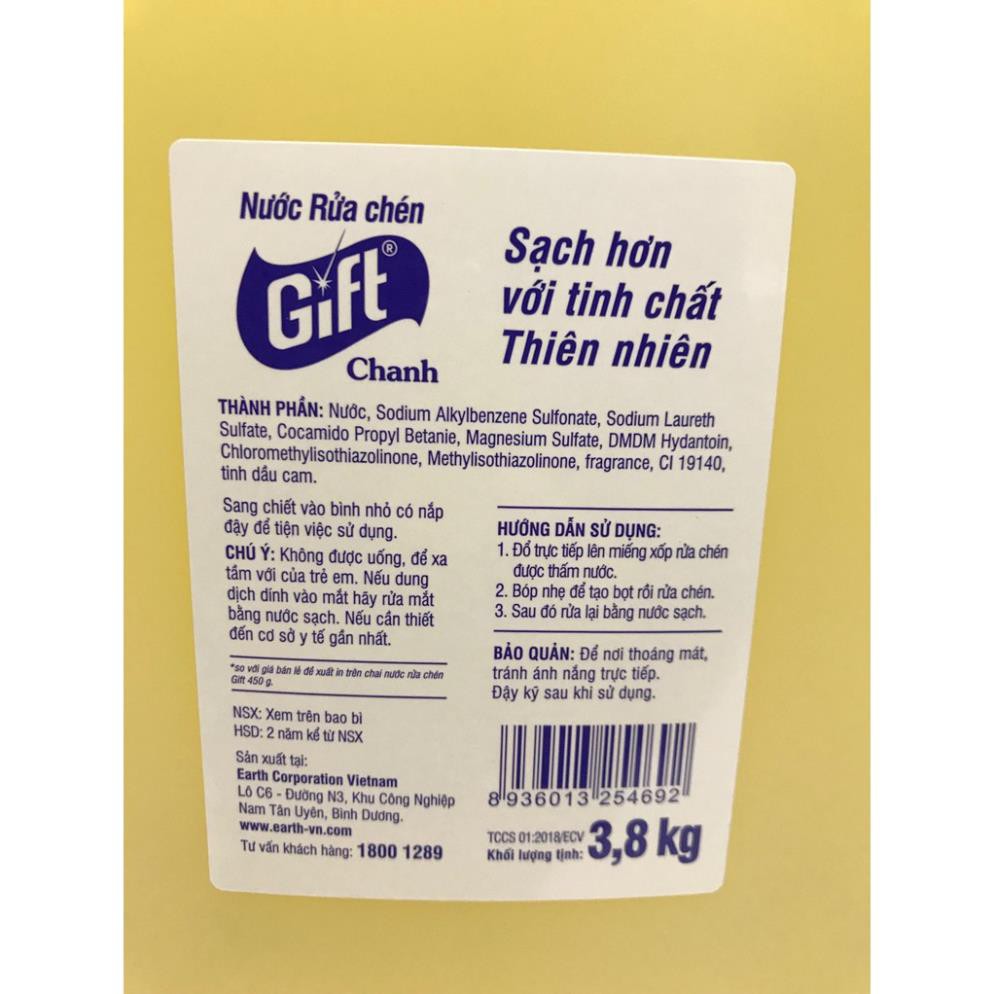 Nước Rửa chén
Gift®
Chanh
Sạch hơn
với tinh chất
Thiên nhiên
THÀNH PHẦN: Nước, Sodium Alkylbenzene Sulfonate, Sodium Laureth
Sulfate, Cocamido Propyl Betanie, Magnesium Sulfate, DMDM Hydantoin,
Chloromethylisothiazolinone, Methylisothiazolinone, fragrance, CI 19140,
tinh dầu cam.
Sang chiết vào bình nhỏ có nắp
đậy để tiện việc sử dụng.
CHÚ Ý: Không được uống, để xa
tầm với của trẻ em. Nếu dung
dịch dính vào mắt hãy rửa mắt
bằng nước sạch. Nếu cần thiết
đến cơ sở y tế gần nhất.
*so với giá bán lẻ đề xuất in trên chai nước rửa chén
Gift 450 g.
NSX: Xem trên bao bì
HSD: 2 năm kể từ NSX
Sản xuất tại:
Earth Corporation Vietnam
Lô C6 - Đường N3, Khu Công Nghiệp
Nam Tân Uyên, Bình Dương.
www.earth-vn.com
Tư vấn khách hàng: 1800 1289
HƯỚNG DẪN SỬ DỤNG:
1. Đổ trực tiếp lên miếng xốp rửa chén
được thấm nước.
2. Bóp nhẹ để tạo bọt rồi rửa chén.
3. Sau đó rửa lại bằng nước sạch.
BẢO QUẢN: Để nơi thoáng mát,
tránh ánh nắng trực tiếp.
Đậy kỹ sau khi sử dụng.
8 936013 254692
TCCS 01:2018/ECV
Khối lượng tịnh: 3,8 kg